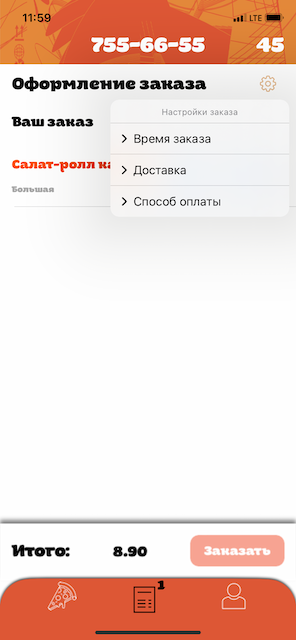 11:59
LTE
755-66-55
45
Оформление заказа
Настройки заказа
Ваш заказ
Время заказа
Салат-ролл
Доставка
Большая
Способ оплаты
Итого:
8.90
Заказать
1